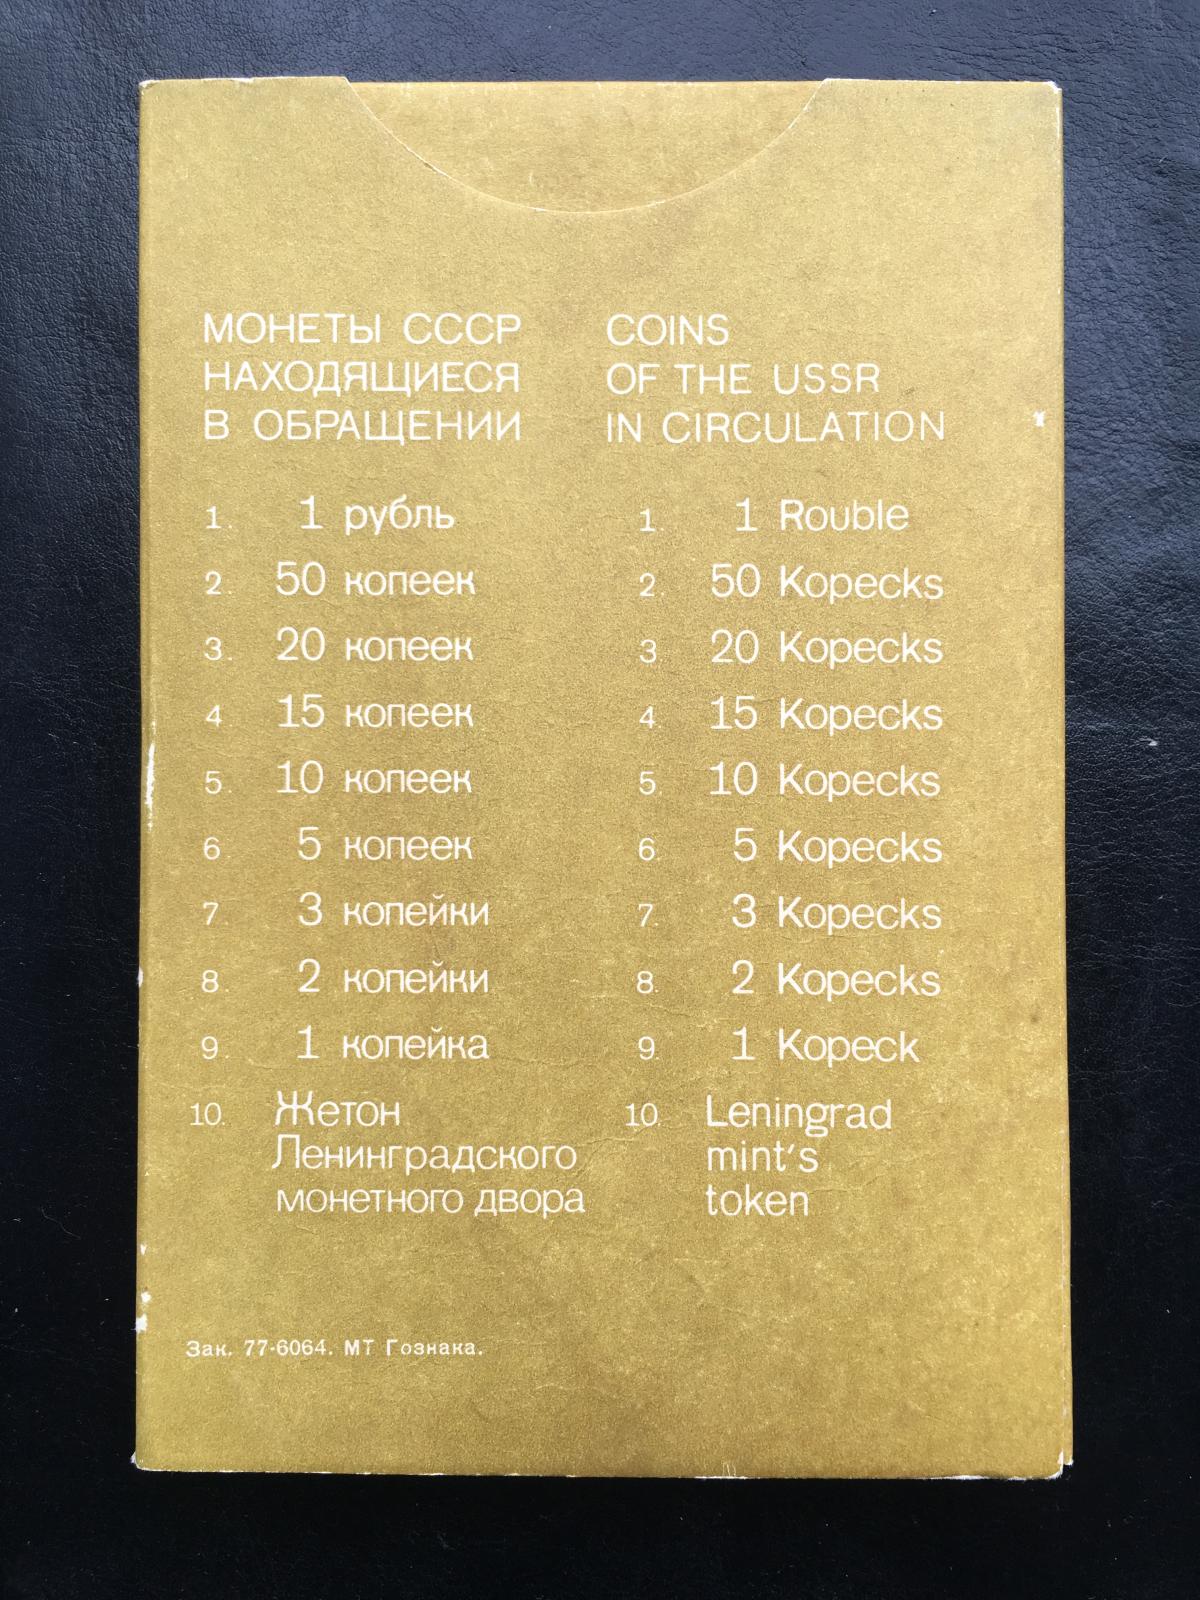 МОНЕТЫ СССР
НАХОДЯЩИЕСЯ
В ОБРАЩЕНИИ
1. 1 рубль
2 50 копеек
3. 20 копеек
4. 15 копеек
5. 10 копеек
6 5 копеек
7. 3 копейки
8. 2 копейки
9. 1 копейка
10. Жетон
Ленинградского
монетного двора
COINS
OF THE USSR
IN CIRCULATION
1. 1 Rouble
2. 50 Kopecks
3. 20 Kopecks
4. 15 Kopecks
5. 10 Kopecks
6. 5 Kopecks
7. 3 Kopecks
8. 2 Kopecks
9. 1 Kopeck
10. Leningrad
mint's
token
Зак. 77-6064. МТ Гознака.